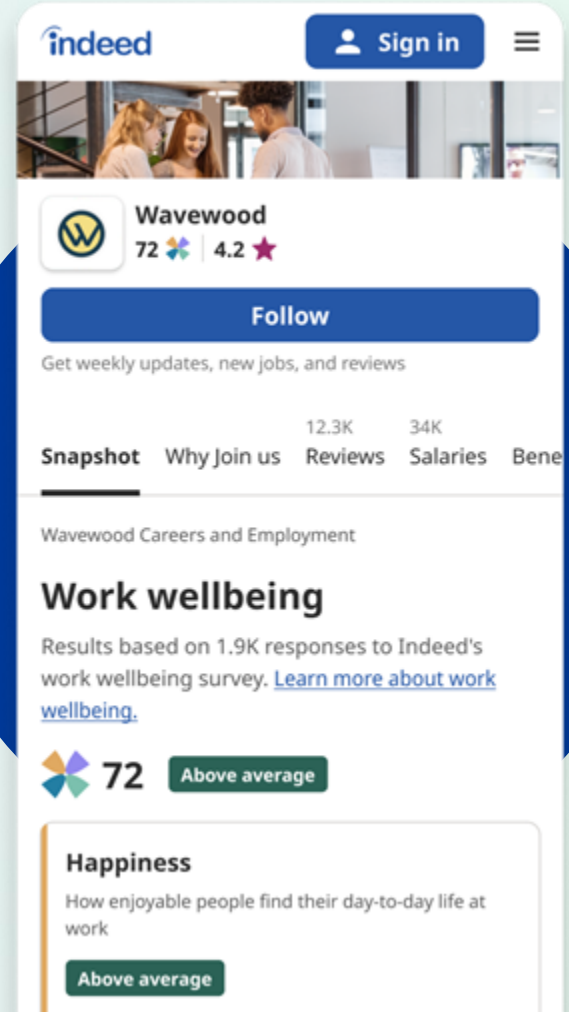 indeed
Sign in
Wavewood
72 4.2
Follow
Get weekly updates, new jobs, and reviews
12.3K 34K
Snapshot Why Join us Reviews Salaries Bene
Wavewood Careers and Employment
Work wellbeing
Results based on 1.9K responses to Indeed's
work wellbeing survey. Learn more about work
wellbeing.
72 Above average
Happiness
How enjoyable people find their day-to-day life at
work
Above average